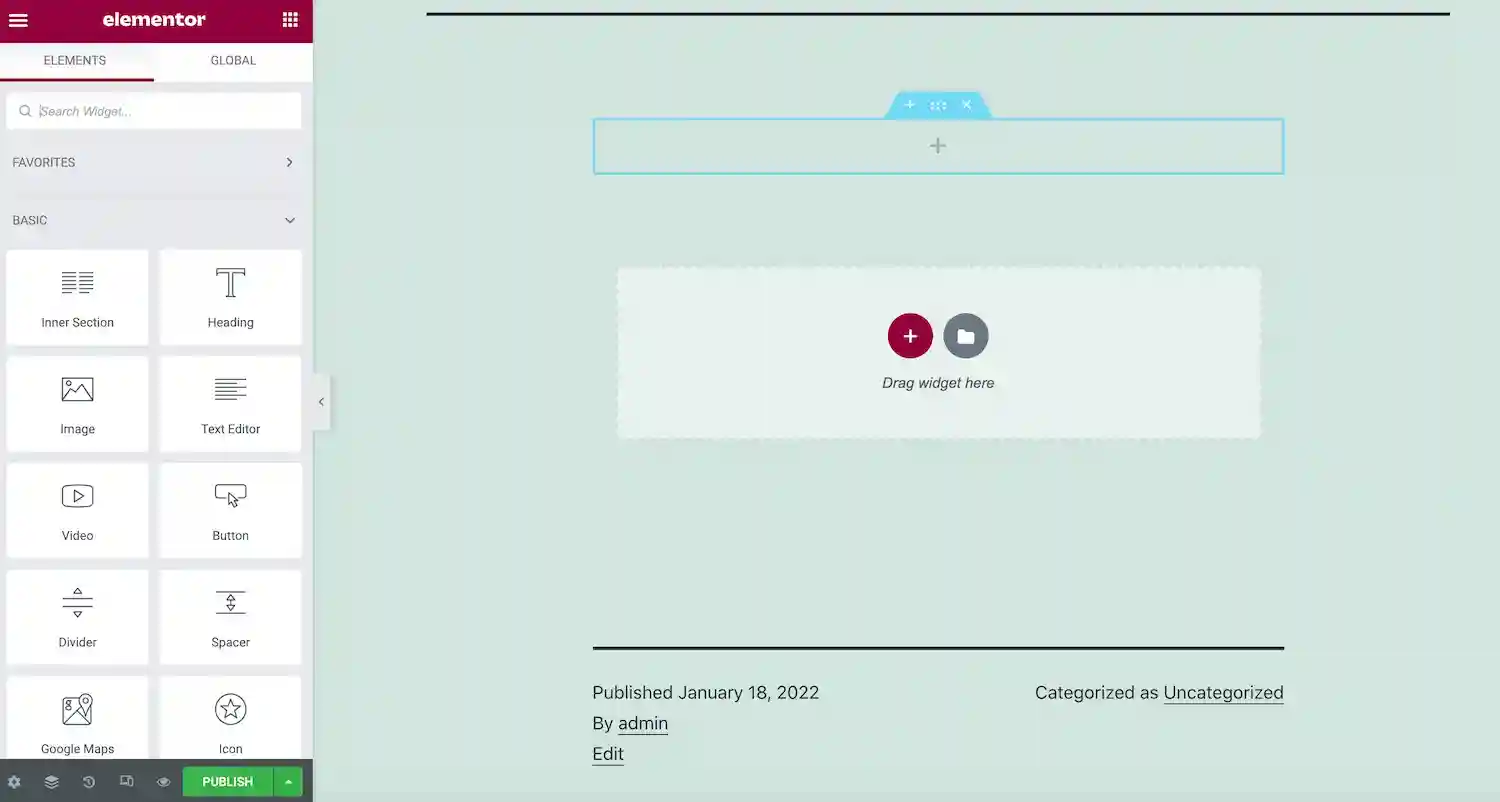 elementor
ELEMENTS
GLOBAL
Search Widget...
FAVORITES
BASIC
Inner Section
Heading
Image
Text Editor
Video
Button
Divider
Spacer
Google Maps
Icon
PUBLISH
Drag widget here
Published January 18, 2022
By admin
Edit
Categorized as Uncategorized